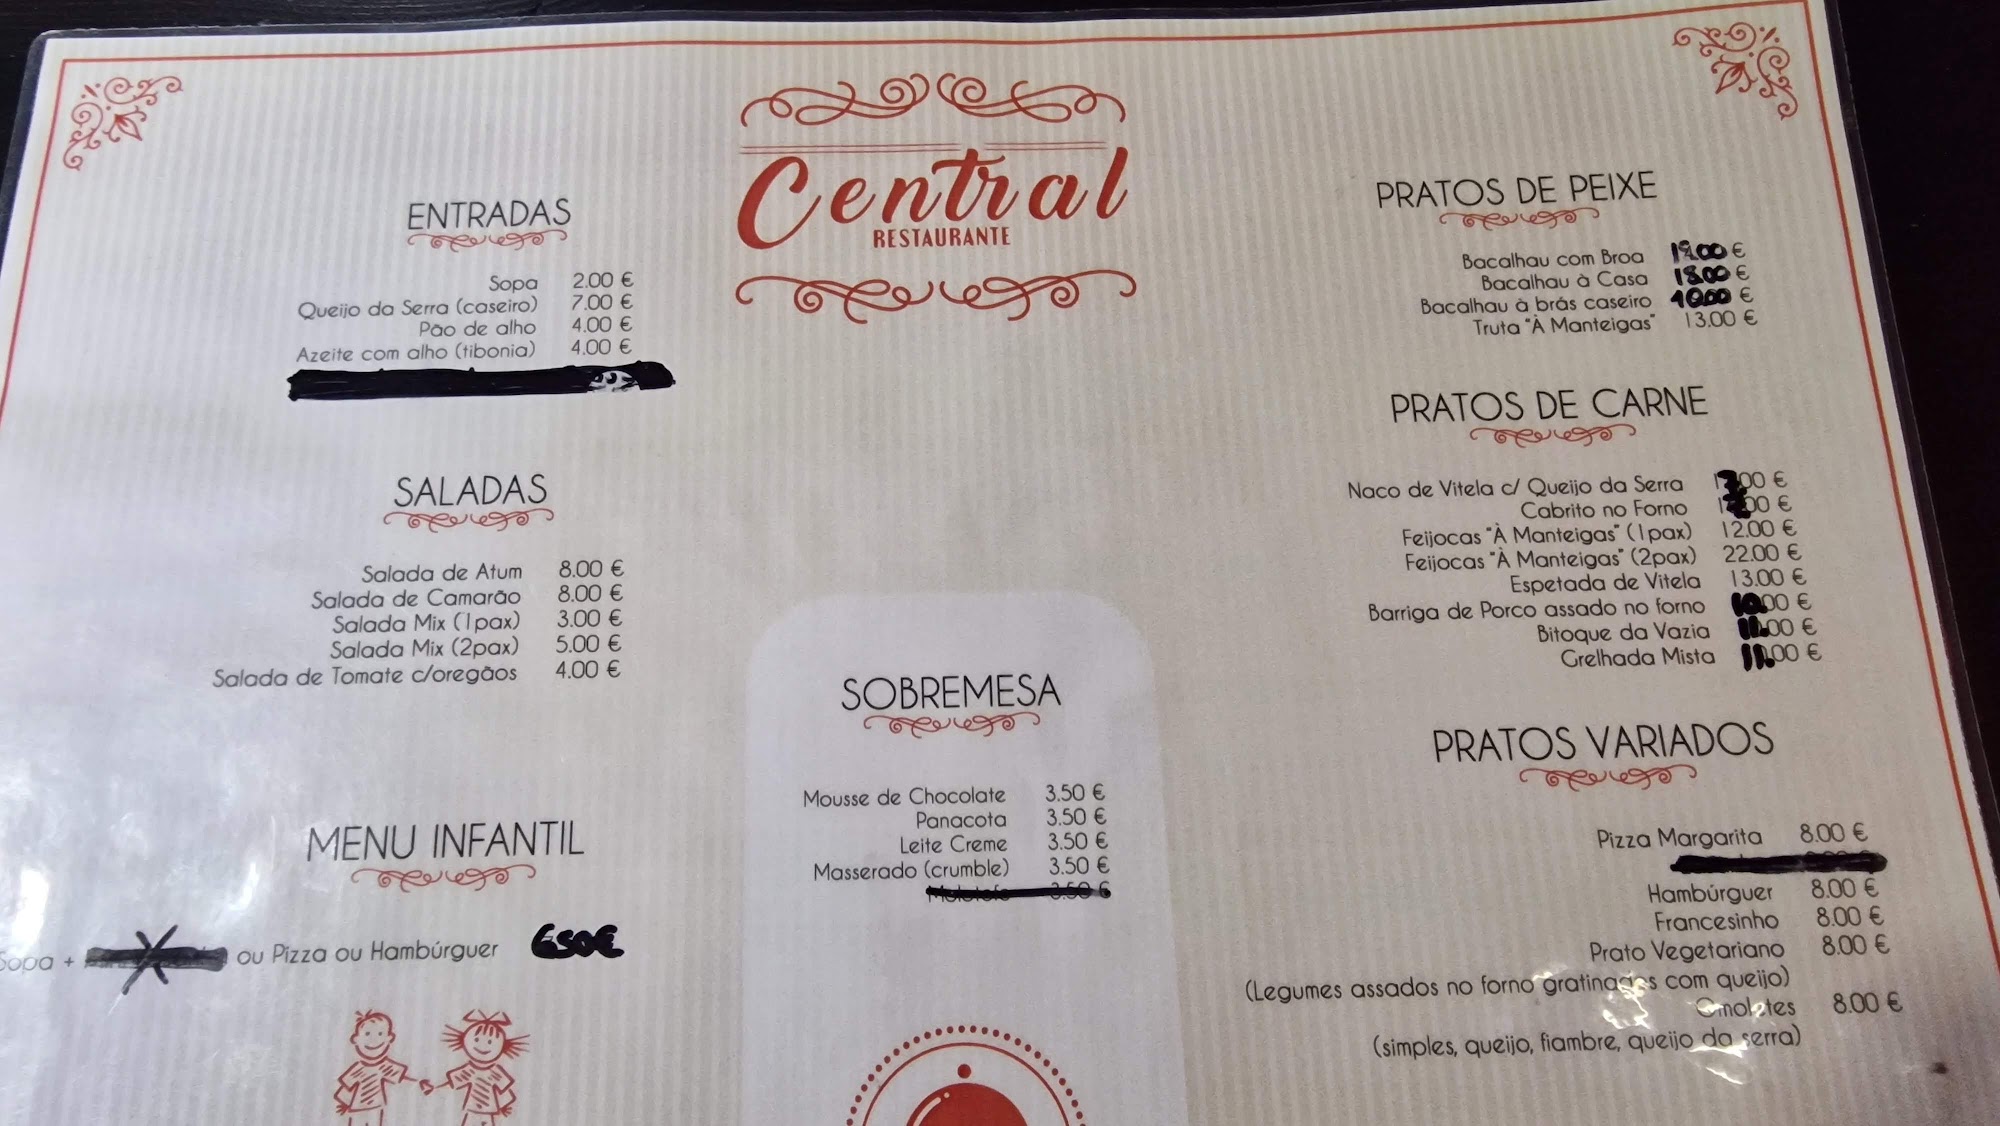 Central
RESTAURANTE
ENTRADAS
Sopa 2.00 €
Queijo da Serra (caseiro) 7.00 €
Pão de alho 4.00 €
Azeite com alho (tibonia) 4.00 €
SALADAS
Salada de Atum 8.00 €
Salada de Camarão 8.00 €
Salada Mix (1pax) 3.00 €
Salada Mix (2pax) 5.00 €
Salada de Tomate c/oregãos 4.00 €
MENU INFANTIL
Sopa + ou Pizza ou Hambúrguer 6.50€
SOBREMESA
Mousse de Chocolate 3.50 €
Panacota 3.50 €
Leite Creme 3.50 €
Masserado (crumble) 3.50 €
3.50 €
PRATOS DE PEIXE
Bacalhau com Broa €
Bacalhau à Casa 18.00 €
Bacalhau à brás caseiro 10.00 €
Truta "À Manteigas" 13.00 €
PRATOS DE CARNE
Naco de Vitela c/ Queijo da Serra €
Cabrito no Forno €
Feijocas "À Manteigas" (1pax) 12.00 €
Feijocas "À Manteigas" (2pax) 22.00 €
Espetada de Vitela 13.00 €
Barriga de Porco assado no forno 10.00 €
Bitoque da Vazia 11.00 €
Grelhada Mista 11.00 €
PRATOS VARIADOS
Pizza Margarita 8.00 €
Hambúrguer 8.00 €
Francesinho 8.00 €
Prato Vegetariano 8.00 €
(Legumes assados no forno gratinados com queijo)
Omoletes 8.00 €
(simples, queijo, fiambre, queijo da serra)